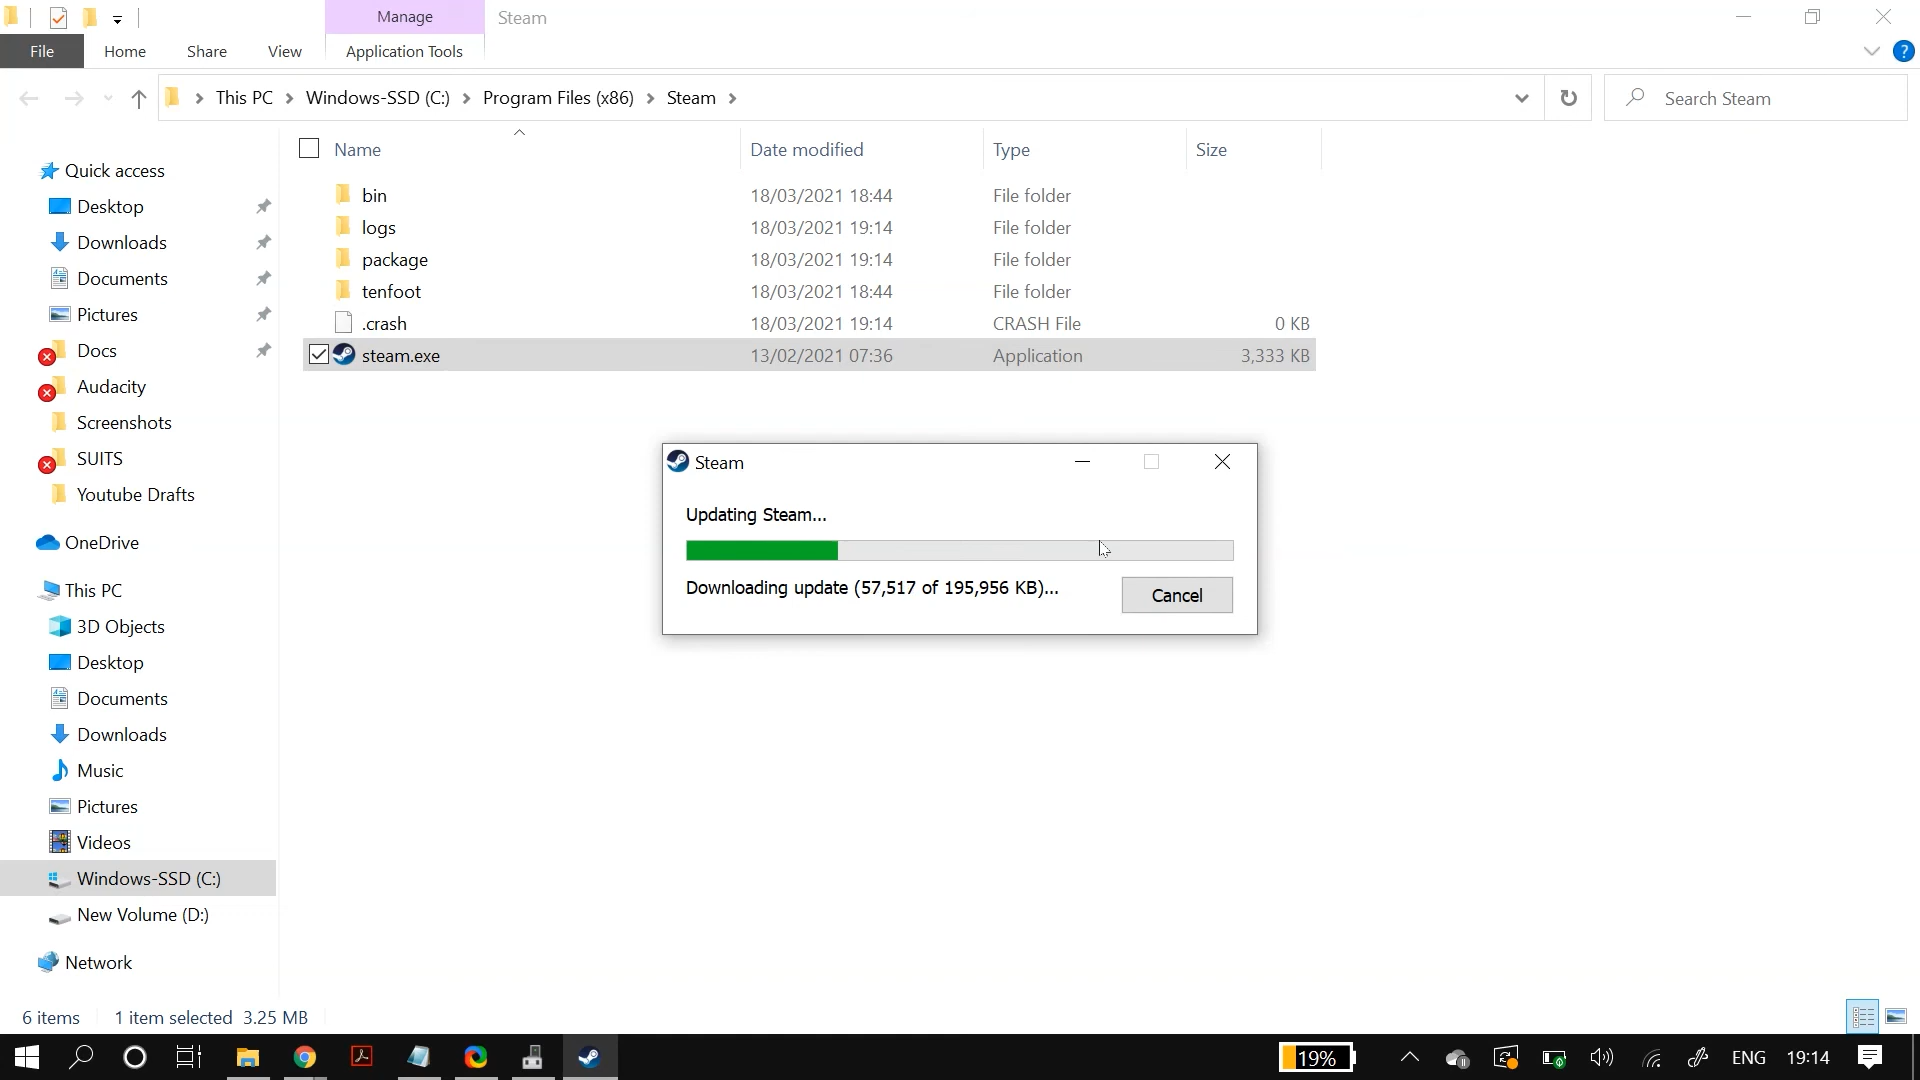 Manage
Steam
File
Home
Share
View
Application Tools
?
This PC
Windows-SSD (C:)
Program Files (x86)
Steam
Search Steam
Name
Date modified
Type
Size
Quick access
Desktop
Downloads
Documents
Pictures
Docs
Audacity
Screenshots
SUITS
Youtube Drafts
OneDrive
This PC
3D Objects
Desktop
Documents
Downloads
Music
Pictures
Videos
Windows-SSD (C:)
New Volume (D:)
Network
bin 18/03/2021 18:44 File folder
logs 18/03/2021 19:14 File folder
package 18/03/2021 19:14 File folder
tenfoot 18/03/2021 18:44 File folder
.crash 18/03/2021 19:14 CRASH File 0 KB
steam.exe 13/02/2021 07:36 Application 3,333 KB
Steam
Updating Steam...
Downloading update (57,517 of 195,956 KB)...
Cancel
6 items 1 item selected 3.25 MB
19%
ENG
19:14